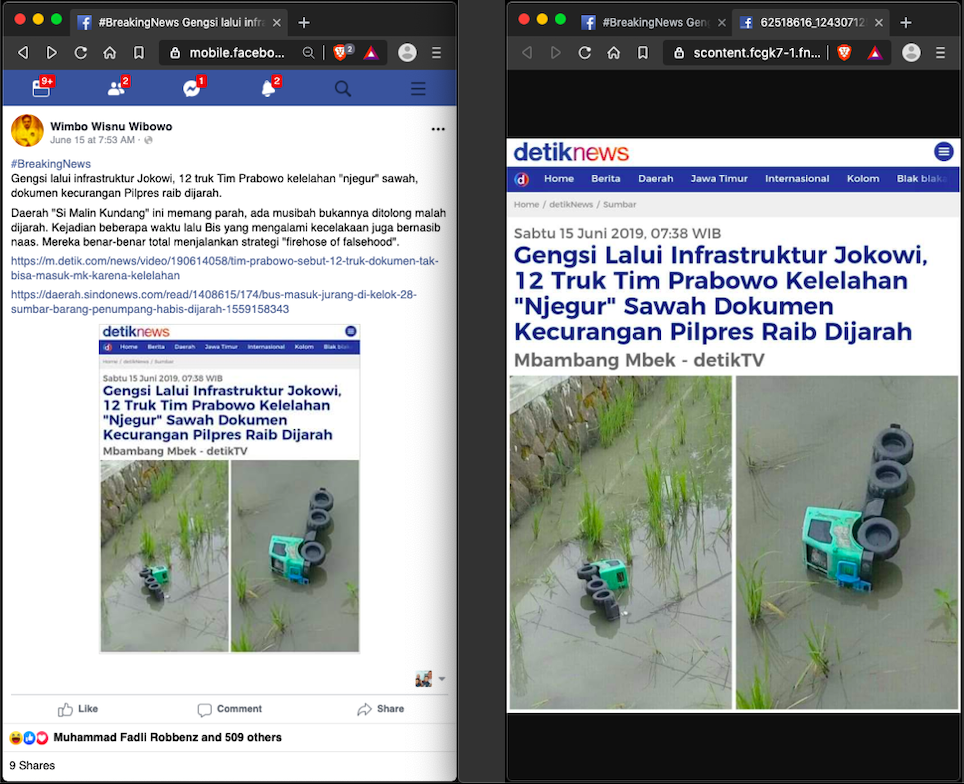 #BreakingNews Gengsi lalui infra
mobile.facebo...
2
9+
2
1
2
Wimbo Wisnu Wibowo
June 15 at 7:53 AM ·
#BreakingNews
Gengsi lalui infrastruktur Jokowi, 12 truk Tim Prabowo kelelahan "njegur" sawah,
dokumen kecurangan Pilpres raib dijarah.
Daerah "Si Malin Kundang" ini memang parah, ada musibah bukannya ditolong malah
dijarah. Kejadian beberapa waktu lalu Bis yang mengalami kecelakaan juga bernasib
naas. Mereka benar-benar total menjalankan strategi "firehose of falsehood".
https://m.detik.com/news/video/190614058/tim-prabowo-sebut-12-truk-dokumen-tak-
bisa-masuk-mk-karena-kelelahan
https://daerah.sindonews.com/read/1408615/174/bus-masuk-jurang-di-kelok-28-
sumbar-barang-penumpang-habis-dijarah-1559158343
detiknews
d Home Berita Daerah Jawa Timur Internasional Kolom Blak blak
Home / detikNews / Sumbar
Sabtu 15 Juni 2019, 07:38 WIB
Gengsi Lalui Infrastruktur Jokowi,
12 Truk Tim Prabowo Kelelahan
"Njegur" Sawah Dokumen
Kecurangan Pilpres Raib Dijarah
Mbambang Mbek - detikTV
Like
Comment
Share
Muhammad Fadli Robbenz and 509 others
9 Shares
#BreakingNews Gen
62518616_1243071
scontent.fcgk7-1.fn...
detiknews
d Home Berita Daerah Jawa Timur Internasional Kolom Blak blaka
Home / detikNews / Sumbar
Sabtu 15 Juni 2019, 07:38 WIB
Gengsi Lalui Infrastruktur Jokowi,
12 Truk Tim Prabowo Kelelahan
"Njegur" Sawah Dokumen
Kecurangan Pilpres Raib Dijarah
Mbambang Mbek - detikTV